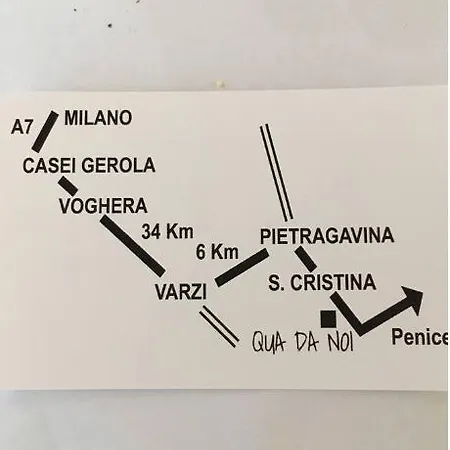 A7 MILANO
CASEI GEROLA
VOGHERA
34 Km
6 Km
PIETRAGAVINA
VARZI
S. CRISTINA
QUA DA NOI
Penice